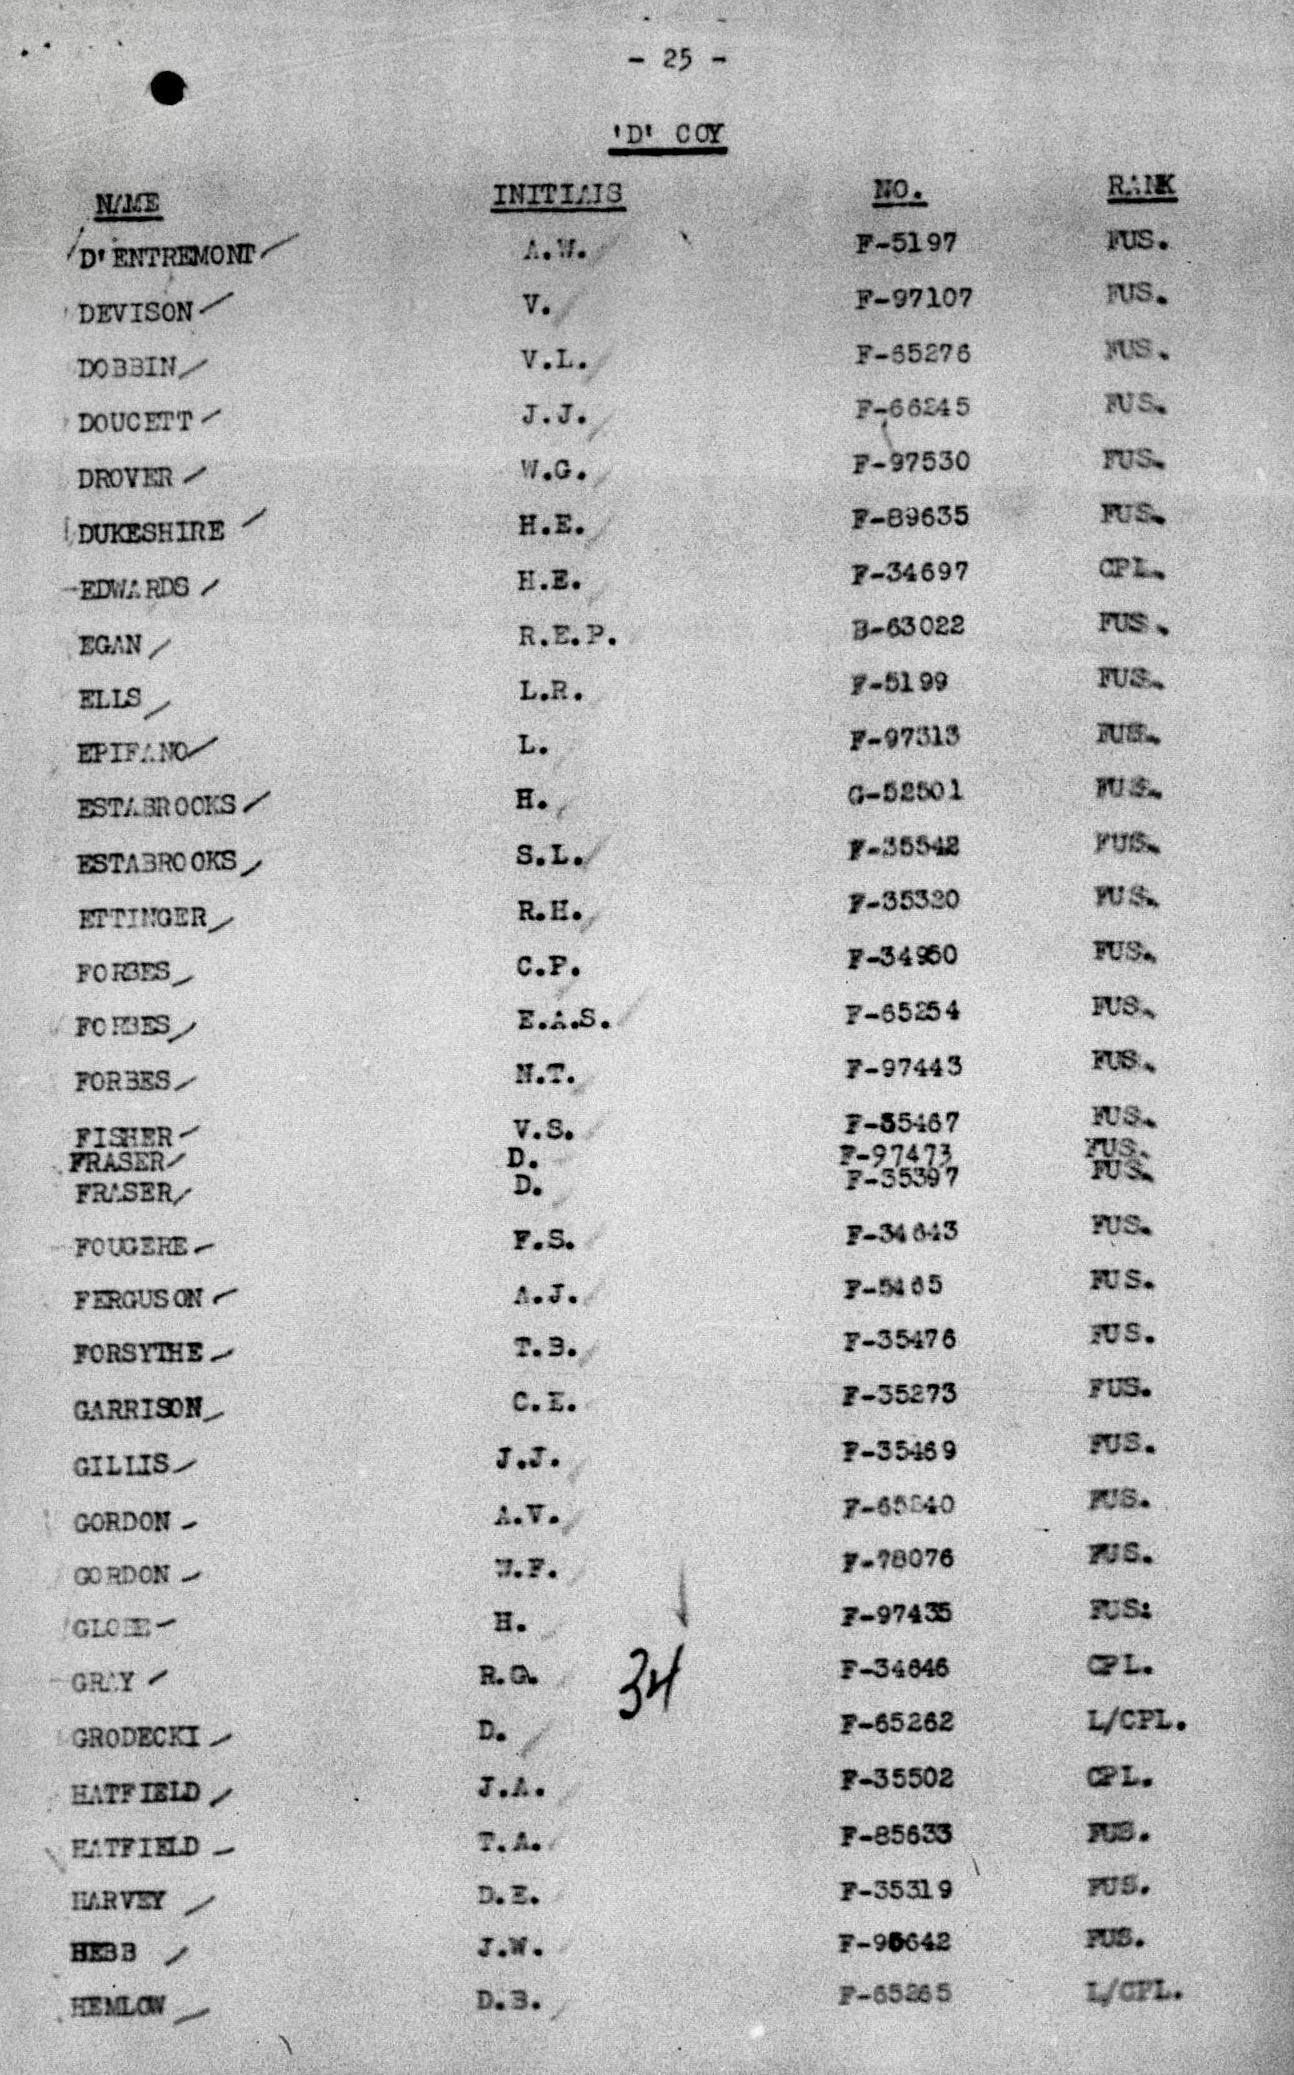 - 25 -
'D' COY
NAME INITIALS NO. RANK
D'ENTREMONT A.W. F-5197 FUS.
DEVISON V. F-97107 FUS.
DOBBIN V.L. F-65276 FUS.
DOUCETT J.J. F-66245 FUS.
DROVER W.G. F-97530 FUS.
DUKESHIRE H.E. F-89635 FUS.
EDWARDS H.E. F-34697 CPL.
EGAN R.E.P. B-63022 FUS.
ELLS L.R. F-5199 FUS.
EPIFANO L. F-97313 FUS.
ESTABROOKS H. G-52501 FUS.
ESTABROOKS S.L. F-35542 FUS.
ETTINGER R.H. F-35320 FUS.
FORBES C.P. F-34950 FUS.
FORBES E.A.S. F-65254 FUS.
FORBES N.T. F-97443 FUS.
FISHER V.S. F-35467 FUS.
FRASER D. F-97473 FUS.
FRASER D. F-35397 FUS.
FOUGERE F.S. F-34643 FUS.
FERGUSON A.J. F-5465 FUS.
FORSYTHE T.B. F-35476 FUS.
GARRISON C.E. F-35273 FUS.
GILLIS J.J. F-35469 FUS.
GORDON A.V. FUS.
GORDON W.F. F-78076 FUS.
GLODE H. F-97435 FUS:
GRAY R.G. F-34646 CPL.
34
GRODECKI D. F-65262 L/CPL.
HATFIELD J.A. F-35502 CPL.
HATFIELD T.A. F-85633 FUS.
HARVEY D.E. F-35319 FUS.
HEBB J.W. FUS.
HEMLOW D.B. F-65265 L/CPL.